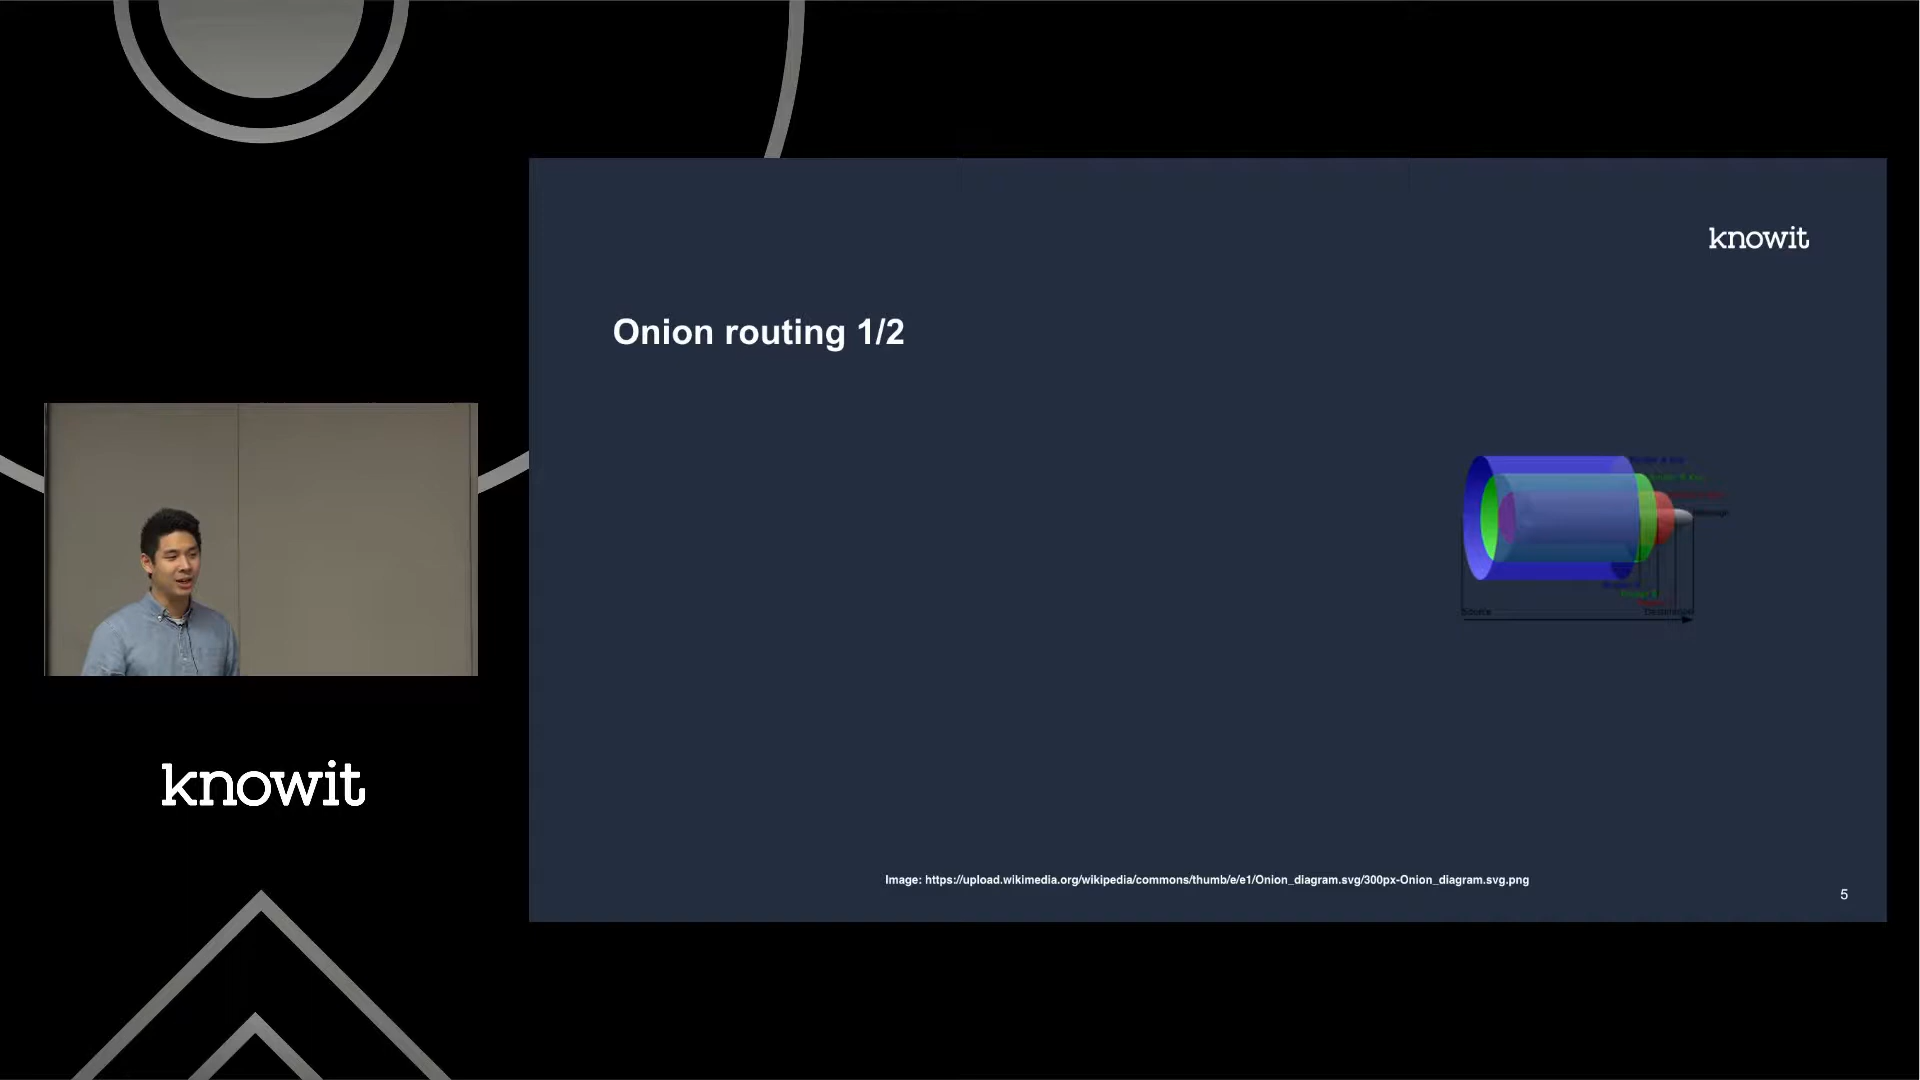 knowit
Onion routing 1/2
Source
knowit
Image: https://upload.wikimedia.org/wikipedia/commons/thumb/e/e1/Onion_diagram.svg/300px-Onion_diagram.svg.png
5